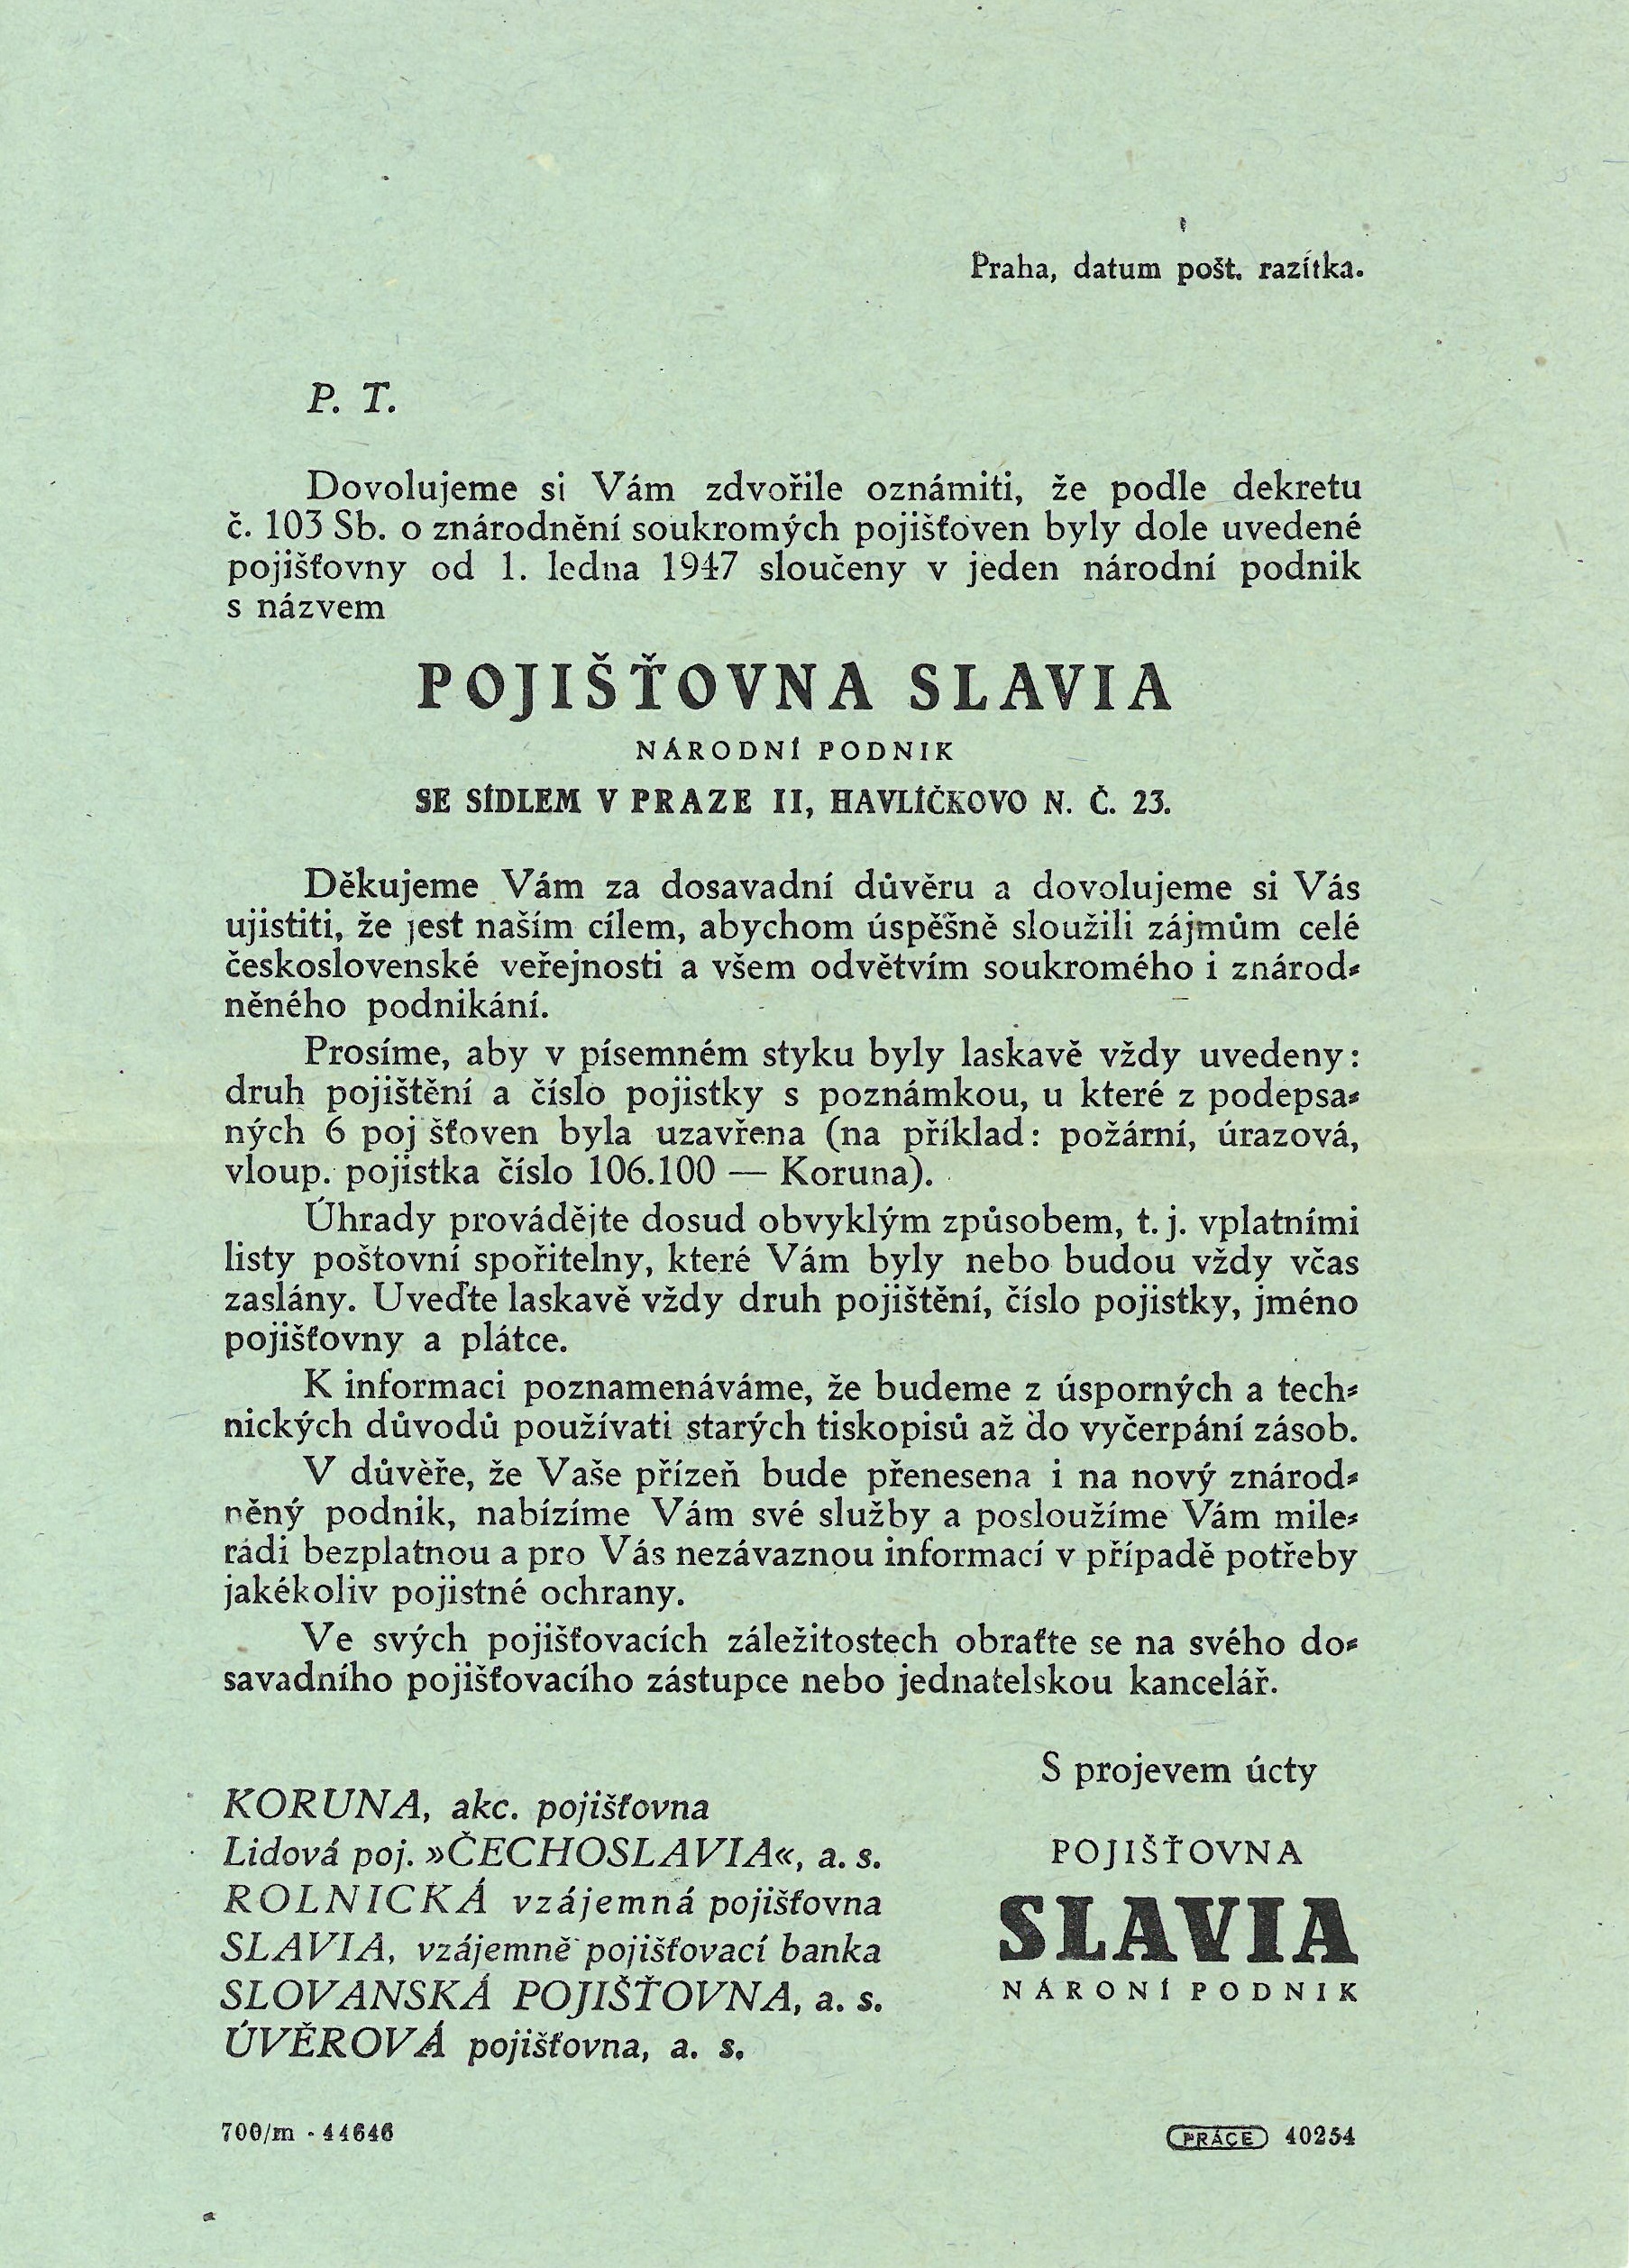 Praha, datum pošt. razítka.
P. T.
Dovolujeme si Vám zdvořile oznámiti, že podle dekretu
č. 103 Sb. o znárodnění soukromých pojišťoven byly dole uvedené
pojišťovny od 1. ledna 1947 sloučeny v jeden národní podnik
s názvem
POJIŠŤOVNA SLAVIA
NÁRODNÍ PODNIK
SE SÍDLEM V PRAZE II, HAVLÍČKOVO N. Č. 23.
Děkujeme Vám za dosavadní důvěru a dovolujeme si Vás
ujistiti, že jest naším cílem, abychom úspěšně sloužili zájmům celé
československé veřejnosti a všem odvětvím soukromého i znárod-
něného podnikání.
Prosíme, aby v písemném styku byly laskavě vždy uvedeny:
druh pojištění a číslo pojistky s poznámkou, u které z podepsa-
ných 6 poj šťoven byla uzavřena (na příklad: požární, úrazová,
vloup. pojistka číslo 106.100 — Koruna).
Úhrady provádějte dosud obvyklým způsobem, t. j. vplatními
listy poštovní spořitelny, které Vám byly nebo budou vždy včas
zaslány. Uveďte laskavě vždy druh pojištění, číslo pojistky, jméno
pojišťovny a plátce.
K informaci poznamenáváme, že budeme z úsporných a tech-
nických důvodů používati starých tiskopisů až do vyčerpání zásob.
V důvěře, že Vaše přízeň bude přenesena i na nový znárod-
něný podnik, nabízíme Vám své služby a posloužíme Vám mile-
rádi bezplatnou a pro Vás nezávaznou informací v případě potřeby
jakékoliv pojistné ochrany.
Ve svých pojišťovacích záležitostech obraťte se na svého do-
savadního pojišťovacího zástupce nebo jednatelskou kancelář.
S projevem úcty
KORUNA, akc. pojišťovna
Lidová poj. »ČECHOSLAVIA«, a. s.
ROLNICKÁ vzájemná pojišťovna
SLAVIA, vzájemně pojišťovací banka
SLOVANSKÁ POJIŠŤOVNA, a. s.
ÚVĚROVÁ pojišťovna, a. s.
POJIŠŤOVNA
SLAVIA
NÁRONÍ PODNIK
700/m - 44646
PRÁCE 40254